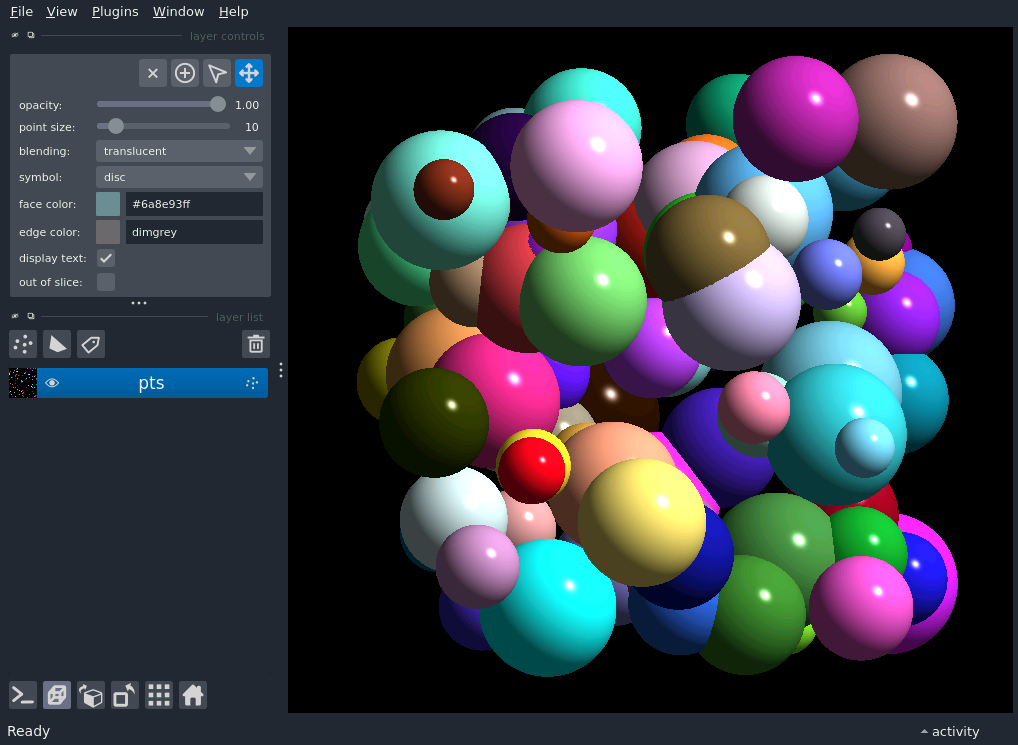 File View Plugins Window Help
layer controls
opacity: 1.00
point size: 10
blending: translucent
symbol: disc
face color: #6a8e93ff
edge color: dimgrey
display text:
out of slice:
layer list
pts
Ready activity